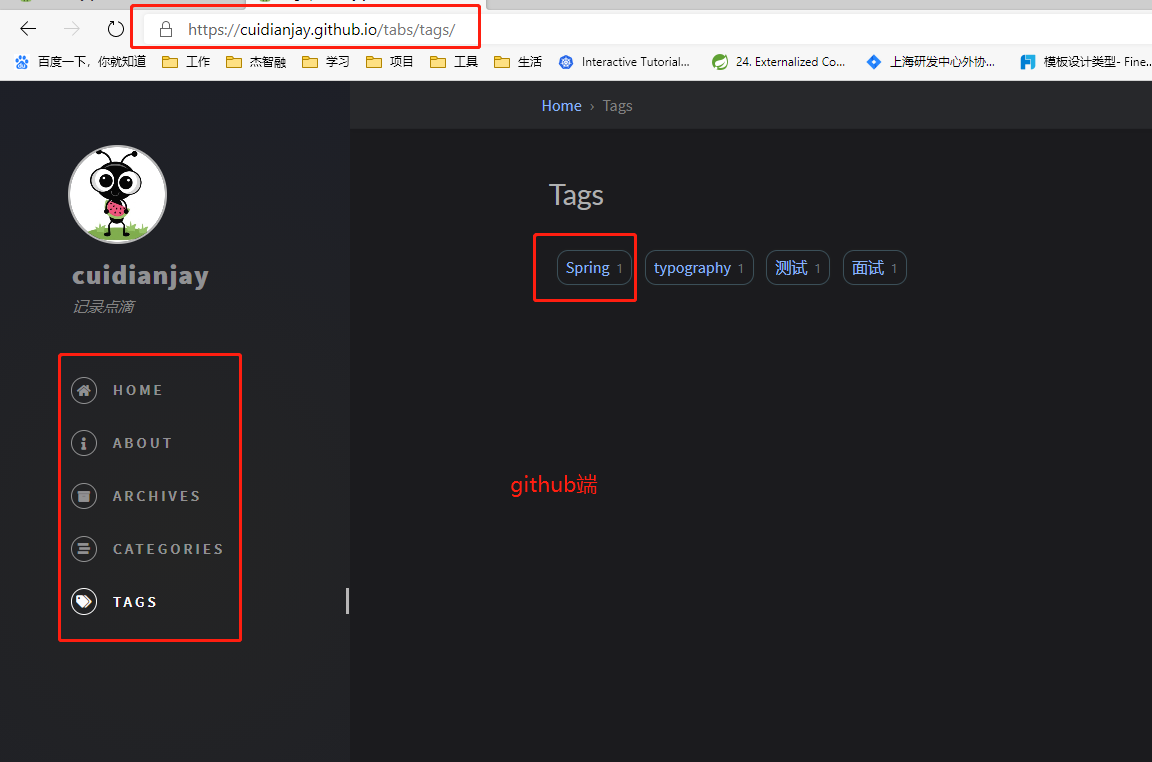 https://cuidianjay.github.io/tabs/tags/
百度一下，你就知道 工作 杰智融 学习 项目 工具 生活 Interactive Tutorial... 24. Externalized Co... 上海研发中心外协... 模板设计类型- Fine...
Home › Tags
cuidianjay
记录点滴
HOME
ABOUT
ARCHIVES
CATEGORIES
TAGS
Tags
Spring 1 typography 1 测试 1 面试 1
github端